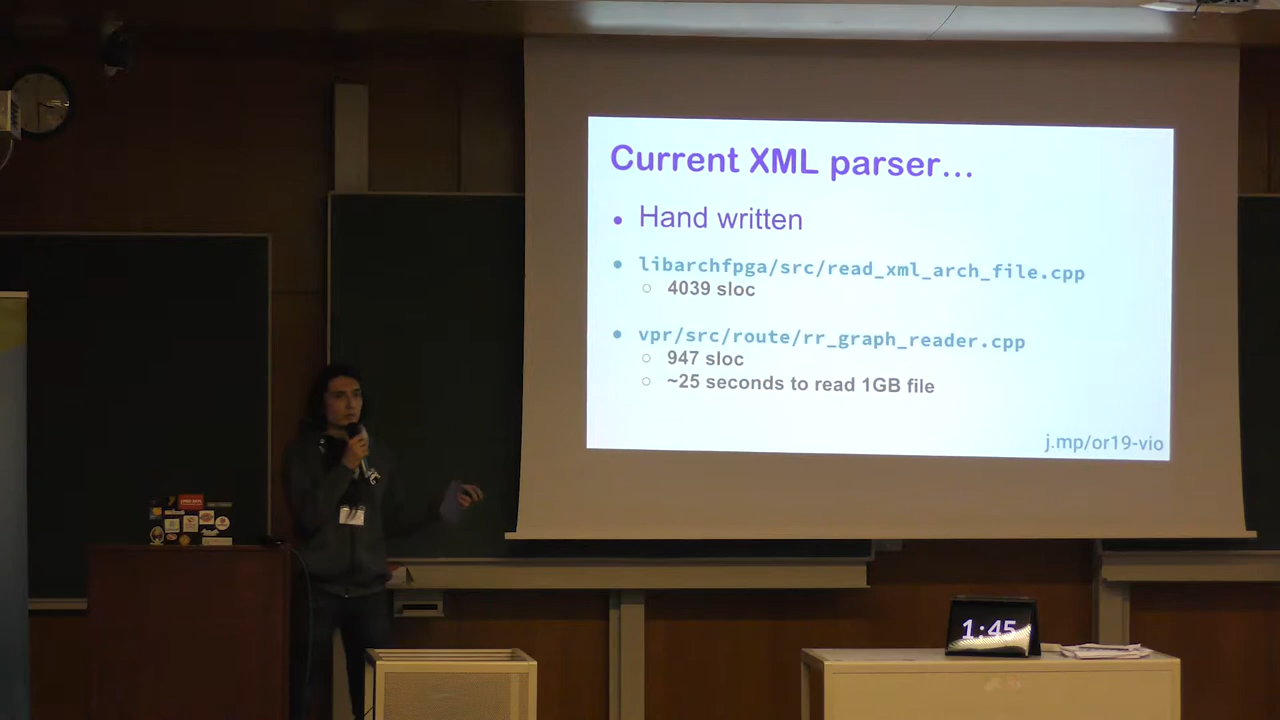 Current XML parser...
• Hand written
• libarchfpga/src/read_xml_arch_file.cpp
○ 4039 sloc
• vpr/src/route/rr_graph_reader.cpp
○ 947 sloc
○ ~25 seconds to read 1GB file
j.mp/or19-vio
1:45